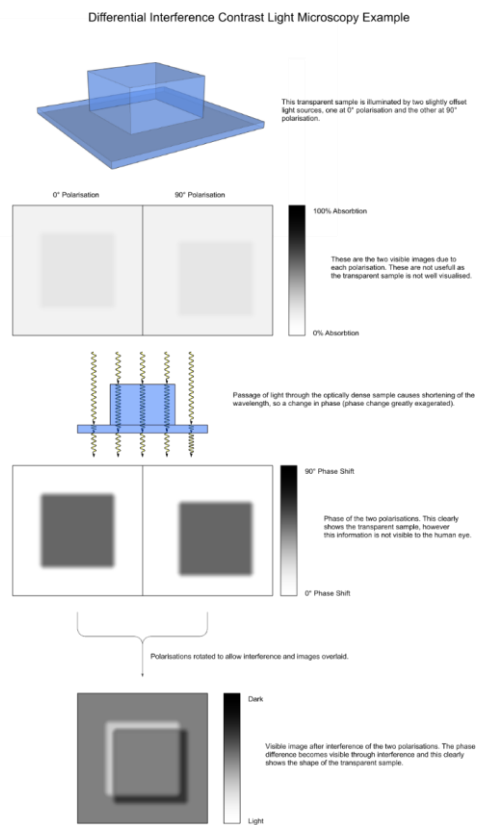 Differential Interference Contrast Light Microscopy Example
This transparent sample is illuminated by two slightly offset
light sources, one at 0° polarisation and the other at 90°
polarisation.
0° Polarisation
90° Polarisation
100% Absorbtion
These are the two visible images due to
each polarisation. These are not usefull as
the transparent sample is not well visualised.
0% Absorbtion
Passage of light through the optically dense sample causes shortening of the
wavelength, so a change in phase (phase change greatly exagerated).
90° Phase Shift
Phase of the two polarisations. This clearly
shows the transparent sample, however
this information is not visible to the human eye.
0° Phase Shift
Polarisations rotated to allow interference and images overlaid.
Dark
Visible image after interference of the two polarisations. The phase
difference becomes visible through interference and this clearly
shows the shape of the transparent sample.
Light